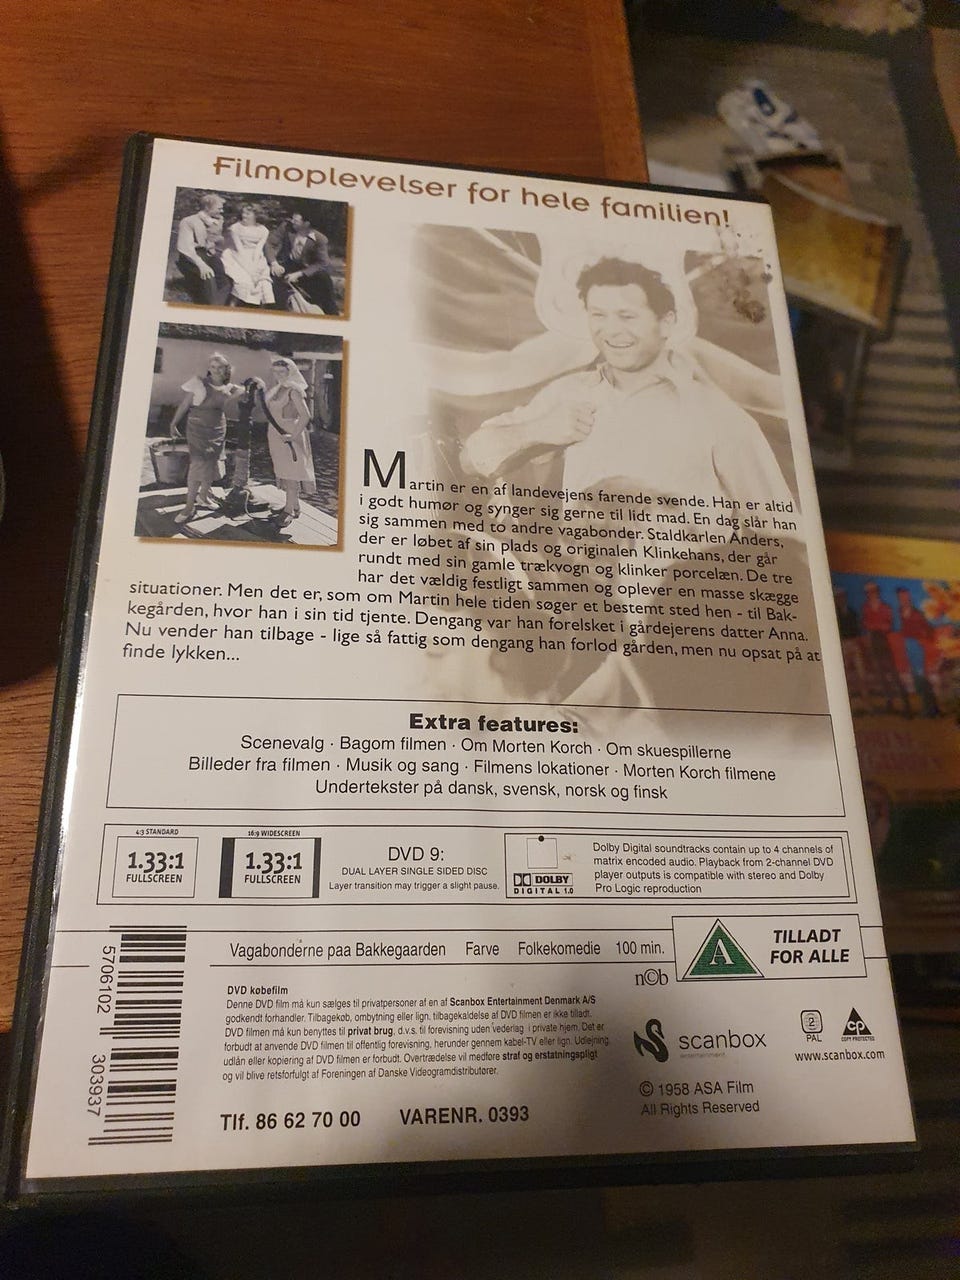 Filmoplevelser for hele familien!
Martin er en af landevejens farende svende. Han er altid
i godt humør og synger sig gerne til lidt mad. En dag slår han
sig sammen med to andre vagabonder. Staldkarlen Anders,
der er løbet af sin plads og originalen Klinkehans, der går
rundt med sin gamle trækvogn og klinker porcelæn. De tre
har det vældig festligt sammen og oplever en masse skægge
situationer. Men det er, som om Martin hele tiden søger et bestemt sted hen - til Bak-
kegården, hvor han i sin tid tjente. Dengang var han forelsket i gårdejerens datter Anna.
Nu vender han tilbage - lige så fattig som dengang han forlod gården, men nu opsat på at
finde lykken...
Extra features:
Scenevalg · Bagom filmen · Om Morten Korch · Om skuespillerne
Billeder fra filmen · Musik og sang · Filmens lokationer · Morten Korch filmene
Undertekster på dansk, svensk, norsk og finsk
4:3 STANDARD
1.33:1
FULLSCREEN
16:9 WIDESCREEN
1.33:1
FULLSCREEN
DVD 9:
DUAL LAYER SINGLE SIDED DISC
Layer transition may trigger a slight pause.
DOLBY
DIGITAL 1.0
Dolby Digital soundtracks contain up to 4 channels of
matrix encoded audio. Playback from 2-channel DVD
player outputs is compatible with stereo and Dolby
Pro Logic reproduction
Vagabonderne paa Bakkegaarden Farve Folkekomedie 100 min.
A
TILLADT
FOR ALLE
n©b
5706102 303937
DVD købefilm
Denne DVD film må kun sælges til privatpersoner af en af Scanbox Entertainment Denmark A/S
godkendt forhandler. Tilbagekøb, ombytning eller lign. tilbagekaldelse af DVD filmen er ikke tilladt.
DVD filmen må kun benyttes til privat brug, d.v.s. til forevisning uden vederlag i private hjem. Det er
forbudt at anvende DVD filmen til offentlig forevisning, herunder gennem kabel-TV eller lign. Udlejning,
udlån eller kopiering af DVD filmen er forbudt. Overtrædelse vil medføre straf og erstatningspligt
og vil blive retsforfulgt af Foreningen af Danske Videogramdistributører.
Tlf. 86 62 70 00 VARENR. 0393
scanbox
entertainment
2
PAL
CP
COPY PROTECTED
www.scanbox.com
© 1958 ASA Film
All Rights Reserved